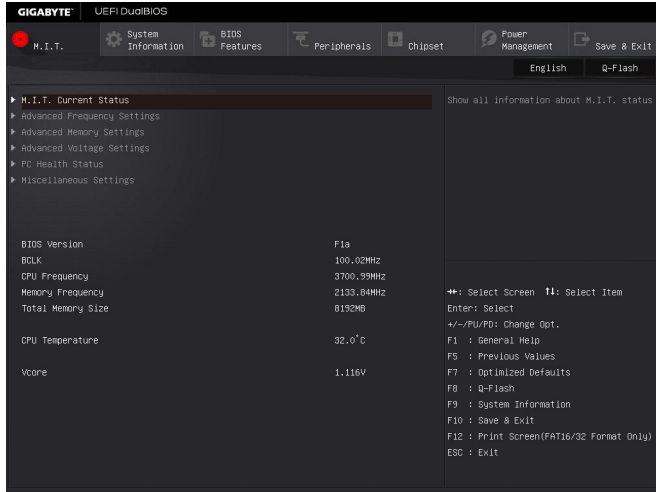 GIGABYTE™ UEFI DualBIOS
M.I.T.
System Information
BIOS Features
Peripherals
Chipset
Power Management
Save & Exit
English
Q-Flash
M.I.T. Current Status
Advanced Frequency Settings
Advanced Memory Settings
Advanced Voltage Settings
PC Health Status
Miscellaneous Settings
Show all information about M.I.T. status
BIOS Version F1a
BCLK 100.02MHz
CPU Frequency 3700.99MHz
Memory Frequency 2133.84MHz
Total Memory Size 8192MB
CPU Temperature 32.0°C
Vcore 1.116V
→←: Select Screen ↑↓: Select Item
Enter: Select
+/-/PU/PD: Change Opt.
F1 : General Help
F5 : Previous Values
F7 : Optimized Defaults
F8 : Q-Flash
F9 : System Information
F10 : Save & Exit
F12 : Print Screen(FAT16/32 Format Only)
ESC : Exit